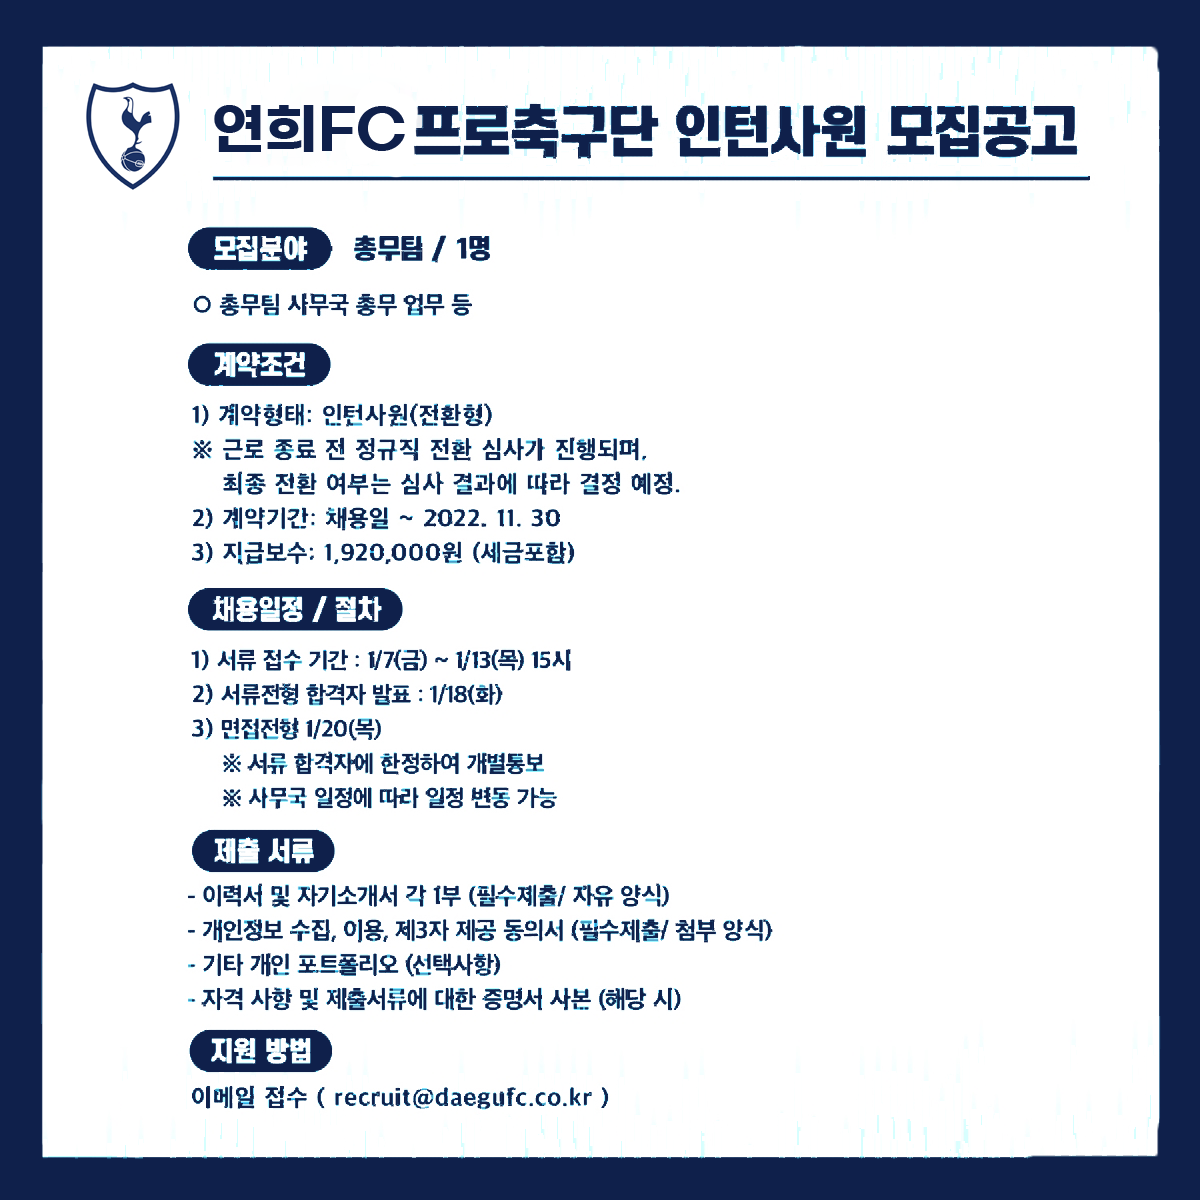 연희FC프로축구단 인턴사원 모집공고
모집분야 총무팀 / 1명
○ 총무팀 사무국 총무 업무 등
계약조건
1) 계약형태: 인턴사원(전환형)
※ 근로 종료 전 정규직 전환 심사가 진행되며,
최종 전환 여부는 심사 결과에 따라 결정 예정.
2) 계약기간: 채용일 ~ 2022. 11. 30
3) 지급보수: 1,920,000원 (세금포함)
채용일정 / 절차
1) 서류 접수 기간 : 1/7(금) ~ 1/13(목) 15시
2) 서류전형 합격자 발표 : 1/18(화)
3) 면접전형 1/20(목)
※ 서류 합격자에 한정하여 개별통보
※ 사무국 일정에 따라 일정 변동 가능
제출 서류
- 이력서 및 자기소개서 각 1부 (필수제출/ 자유 양식)
- 개인정보 수집, 이용, 제3자 제공 동의서 (필수제출/ 첨부 양식)
- 기타 개인 포트폴리오 (선택사항)
- 자격 사항 및 제출서류에 대한 증명서 사본 (해당 시)
지원 방법
이메일 접수 ( recruit@daegufc.co.kr )